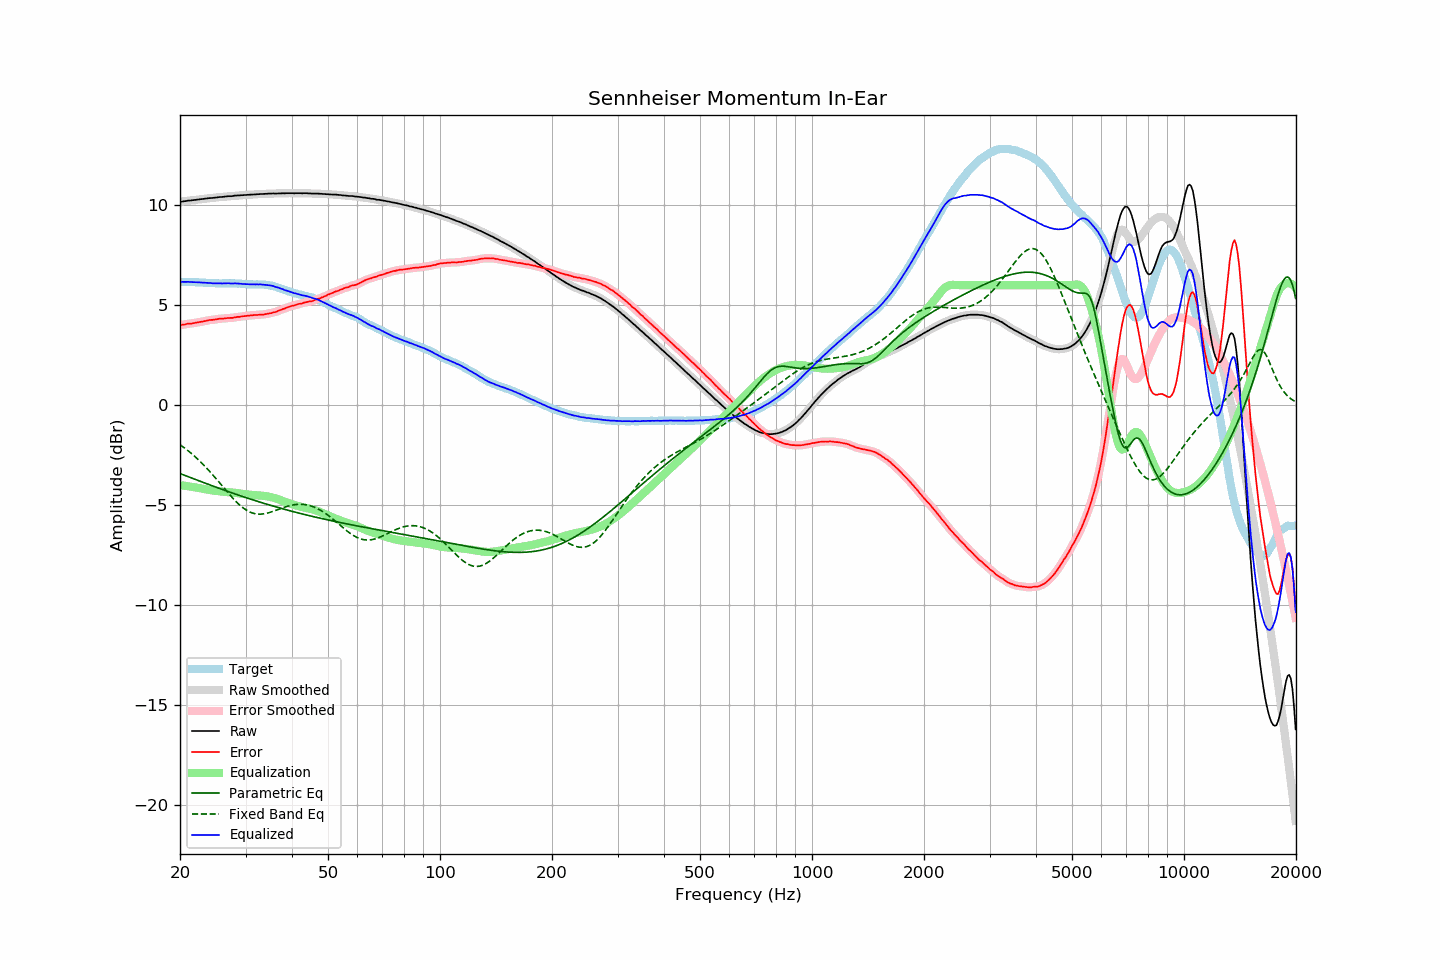 Sennheiser Momentum In-Ear
Amplitude (dBr)
10
5
0
−5
−10
−15
−20
Target
Raw Smoothed
Error Smoothed
Raw
Error
Equalization
Parametric Eq
Fixed Band Eq
Equalized
20 50 100 200 500 1000 2000 5000 10000 20000
Frequency (Hz)